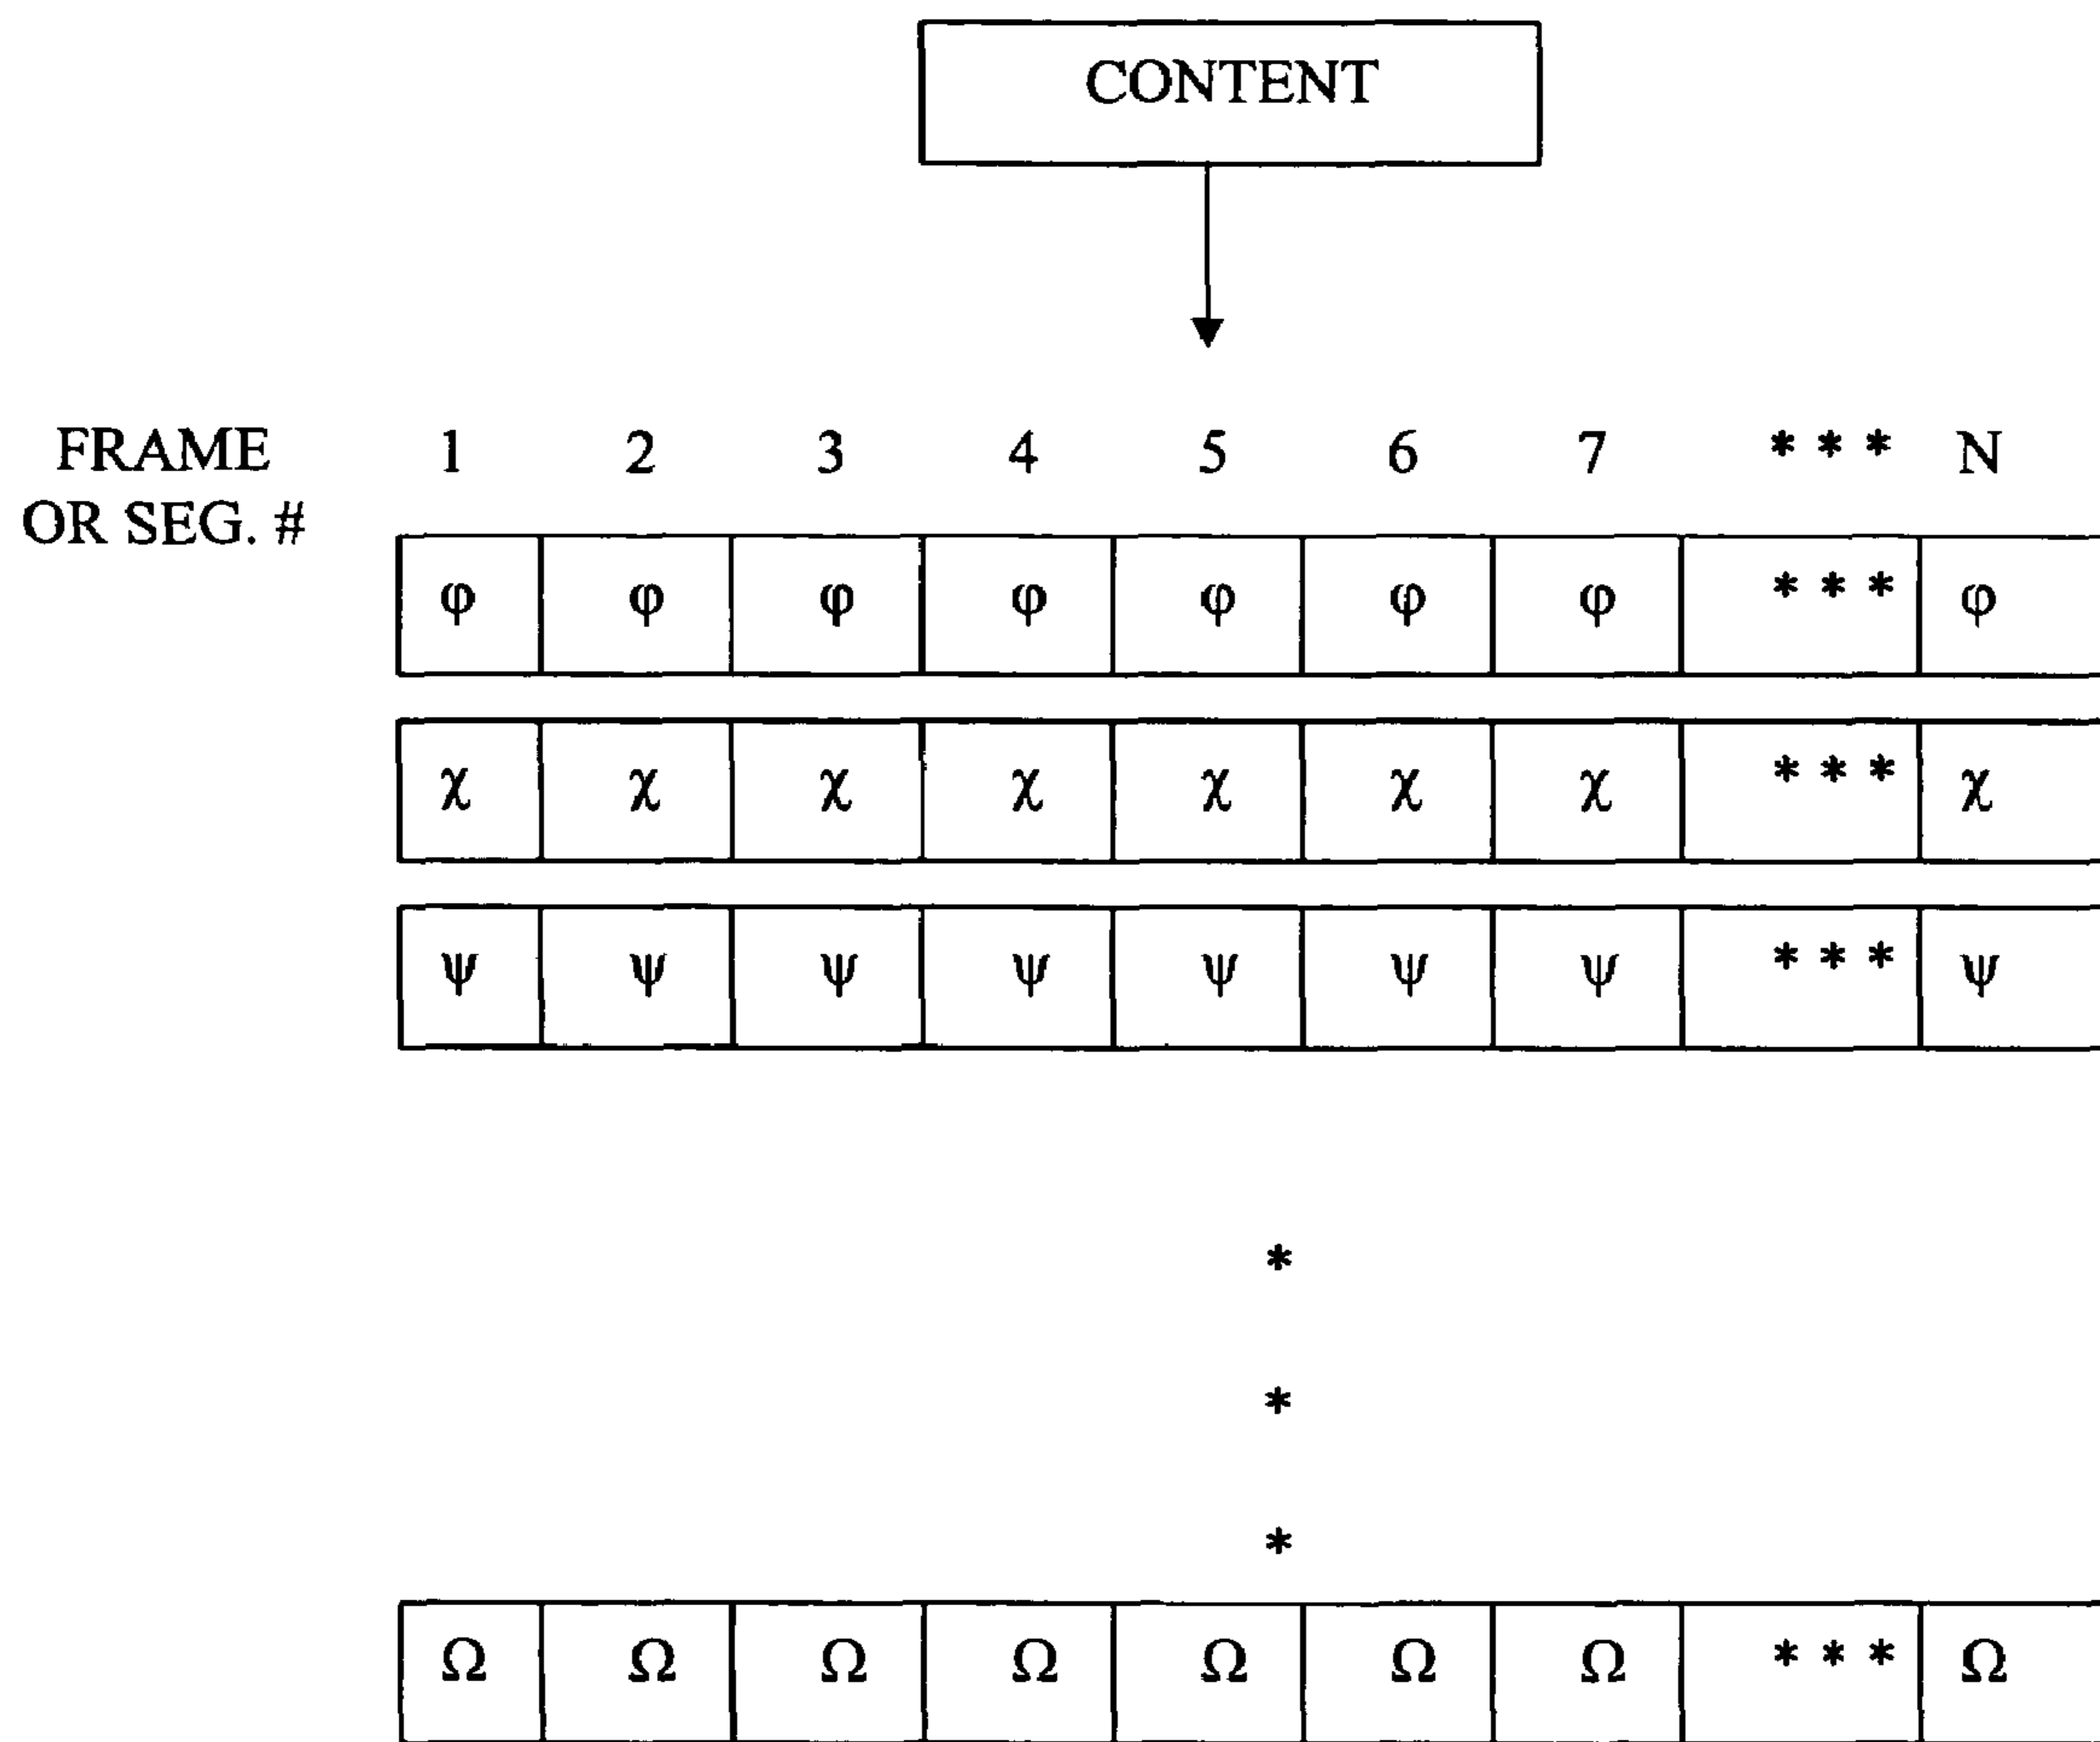 CONTENT
FRAME OR SEG. # 1 2 3 4 5 6 7 * * * N
φ φ φ φ φ φ φ * * * φ
χ χ χ χ χ χ χ * * * χ
ψ ψ ψ ψ ψ ψ ψ * * * ψ
*
*
*
Ω Ω Ω Ω Ω Ω Ω * * * Ω